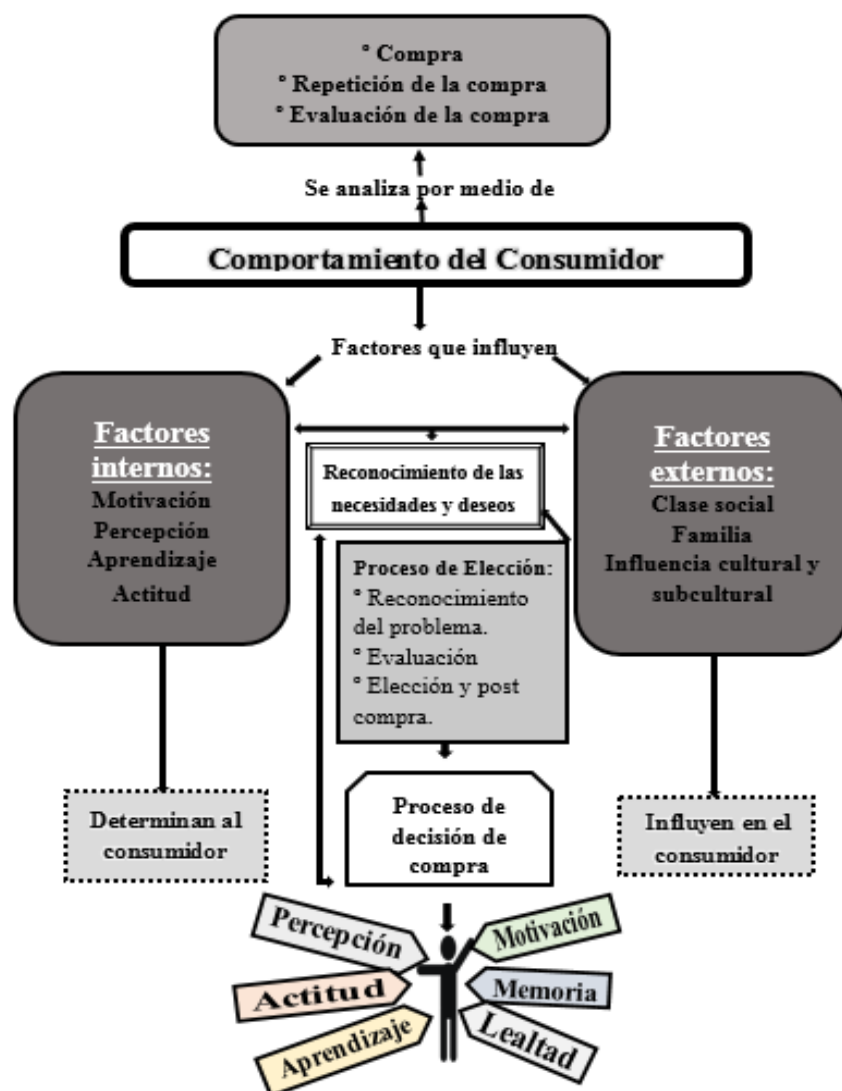 ° Compra
° Repetición de la compra
° Evaluación de la compra
Se analiza por medio de
Comportamiento del Consumidor
Factores que influyen
Factores
internos:
Motivación
Percepción
Aprendizaje
Actitud
Reconocimiento de las
necesidades y deseos
Factores
externos:
Clase social
Família
Influencia cultural y
subcultural
Proceso de Elección:
° Reconocimiento
del problema.
° Evaluación
° Elección y post
compra.
Determinan al
consumidor
Proceso de
decisión de
compra
Influyen en el
consumidor
Percepción
Motivación
Actitud
Memoria
Aprendizaje
Lealtad